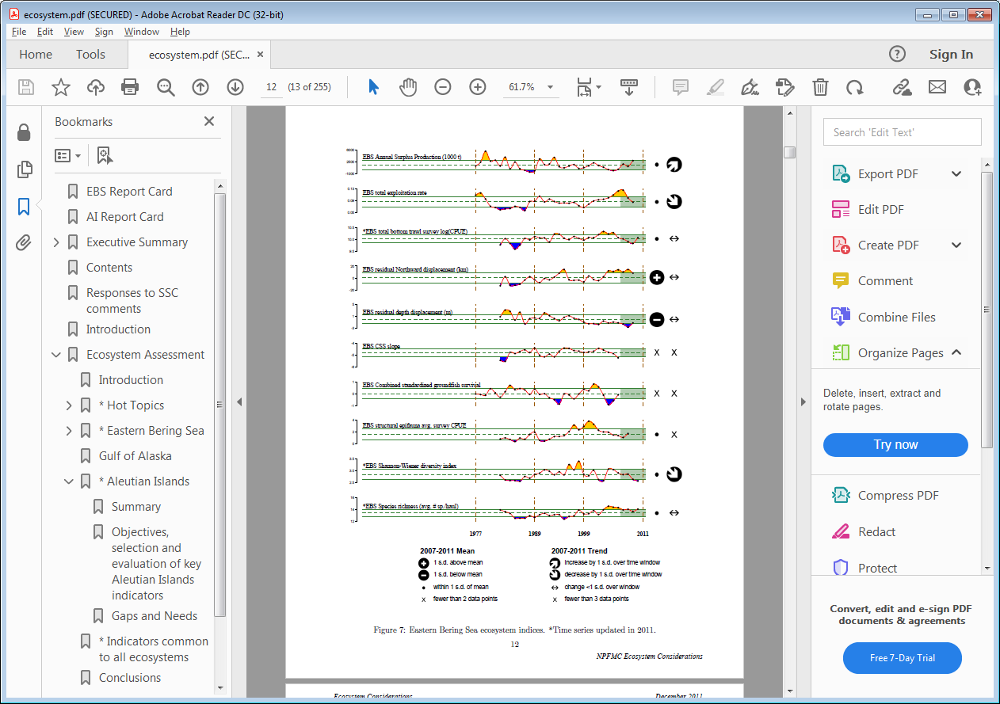 ecosystem.pdf (SECURED) - Adobe Acrobat Reader DC (32-bit)
File Edit View Sign Window Help
Home Tools ecosystem.pdf (SEC... × ? Sign In
12 (13 of 255) 61.7%
Bookmarks
EBS Report Card
AI Report Card
Executive Summary
Contents
Responses to SSC
comments
Introduction
Ecosystem Assessment
Introduction
* Hot Topics
* Eastern Bering Sea
Gulf of Alaska
* Aleutian Islands
Summary
Objectives,
selection and
evaluation of key
Aleutian Islands
indicators
Gaps and Needs
* Indicators common
to all ecosystems
Conclusions
EBS Annual Surplus Production (1000 t)
EBS total exploitation rate
*EBS total bottom trawl survey log(CPUE)
EBS residual Northward displacement (km)
EBS residual depth displacement (m)
EBS CSS slope
X X
EBS Combined standardized groundfish survival
X X
EBS structural epifauna avg. survey CPUE
X
*EBS Shannon-Wiener diversity index
*EBS Species richness (avg. # sp./haul)
1977 1989 1999 2011
2007-2011 Mean
1 s.d. above mean
1 s.d. below mean
within 1 s.d. of mean
X fewer than 2 data points
2007-2011 Trend
increase by 1 s.d. over time window
decrease by 1 s.d. over time window
change <1 s.d. over window
X fewer than 3 data points
Figure 7: Eastern Bering Sea ecosystem indices. *Time series updated in 2011.
12
NPFMC Ecosystem Considerations
Ecosystem Considerations December 2011
Search 'Edit Text'
Export PDF
Edit PDF
Create PDF
Comment
Combine Files
Organize Pages
Delete, insert, extract and
rotate pages.
Try now
Compress PDF
Redact
Protect
Convert, edit and e-sign PDF
documents & agreements
Free 7-Day Trial